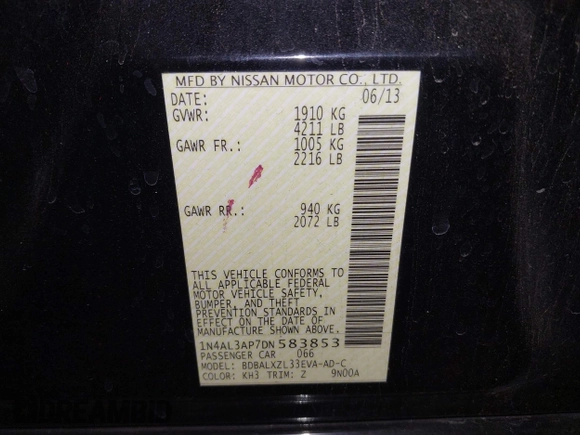 MFD BY NISSAN MOTOR CO., LTD.
DATE: 06/13
GVWR: 1910 KG
4211 LB
GAWR FR.: 1005 KG
2216 LB
GAWR RR.: 940 KG
2072 LB
THIS VEHICLE CONFORMS TO
ALL APPLICABLE FEDERAL
MOTOR VEHICLE SAFETY,
BUMPER, AND THEFT
PREVENTION STANDARDS IN
EFFECT ON THE DATE OF
MANUFACTURE SHOWN ABOVE.
1N4AL3AP7DN 583853
PASSENGER CAR 066
MODEL: BDBALXZL33EVA-AD-C
COLOR: KH3 TRIM: 2 9N00A
DREAMBID